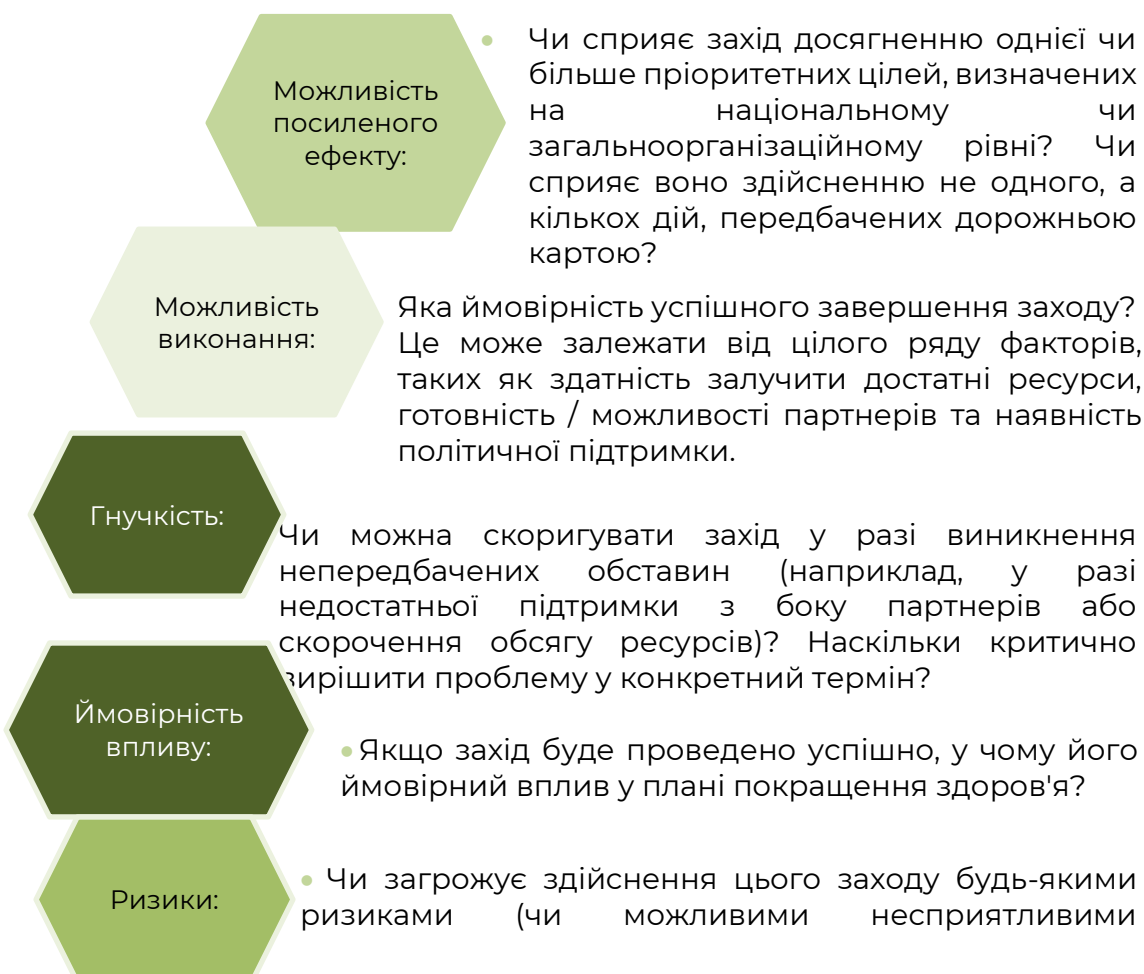 Можливість
посиленого
ефекту:
• Чи сприяє захід досягненню однієї чи
більше пріоритетних цілей, визначених
на національному чи
загальноорганізаційному рівні? Чи
сприяє воно здійсненню не одного, а
кількох дій, передбачених дорожньою
картою?
Можливість
виконання:
Яка ймовірність успішного завершення заходу?
Це може залежати від цілого ряду факторів,
таких як здатність залучити достатні ресурси,
готовність / можливості партнерів та наявність
політичної підтримки.
Гнучкість:
Чи можна скоригувати захід у разі виникнення
непередбачених обставин (наприклад, у разі
недостатньої підтримки з боку партнерів або
скорочення обсягу ресурсів)? Наскільки критично
вирішити проблему у конкретний термін?
Ймовірність
впливу:
• Якщо захід буде проведено успішно, у чому його
ймовірний вплив у плані покращення здоров'я?
Ризики:
• Чи загрожує здійснення цього заходу будь-якими
ризиками (чи можливими несприятливими